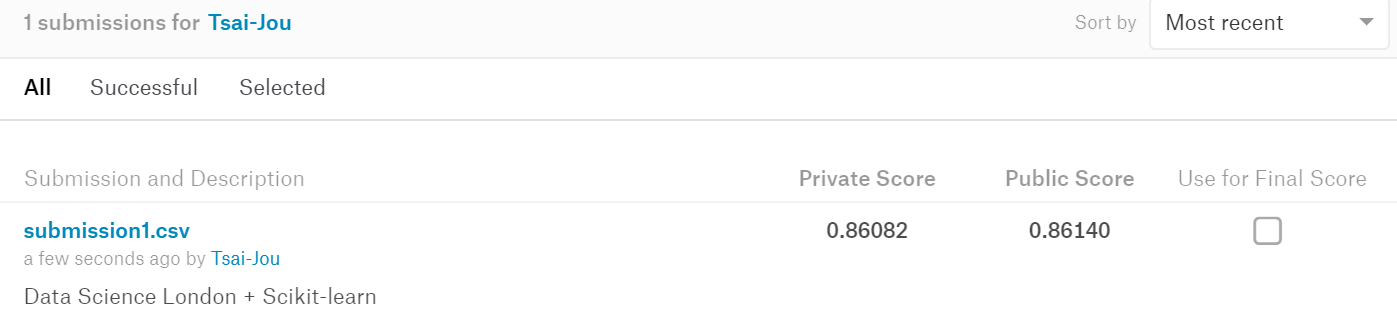 1 submissions for Tsai-Jou Sort by Most recent
All Successful Selected
Submission and Description Private Score Public Score Use for Final Score
submission1.csv 0.86082 0.86140
a few seconds ago by Tsai-Jou
Data Science London + Scikit-learn